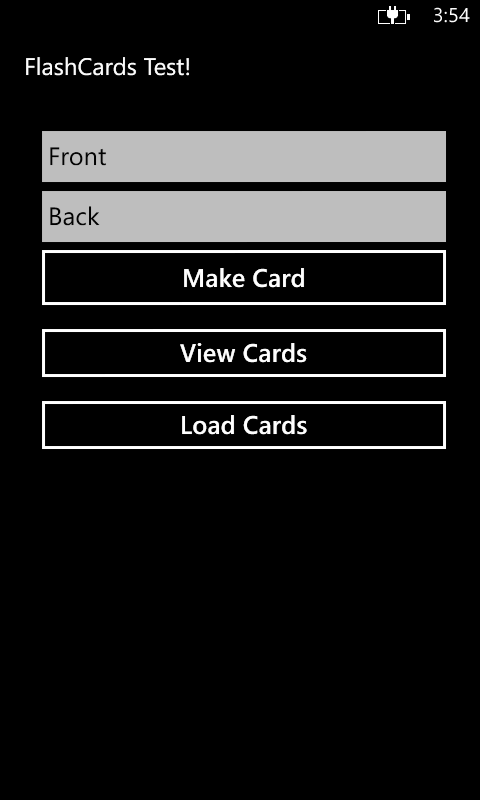 3:54
FlashCards Test!
Front
Back
Make Card
View Cards
Load Cards